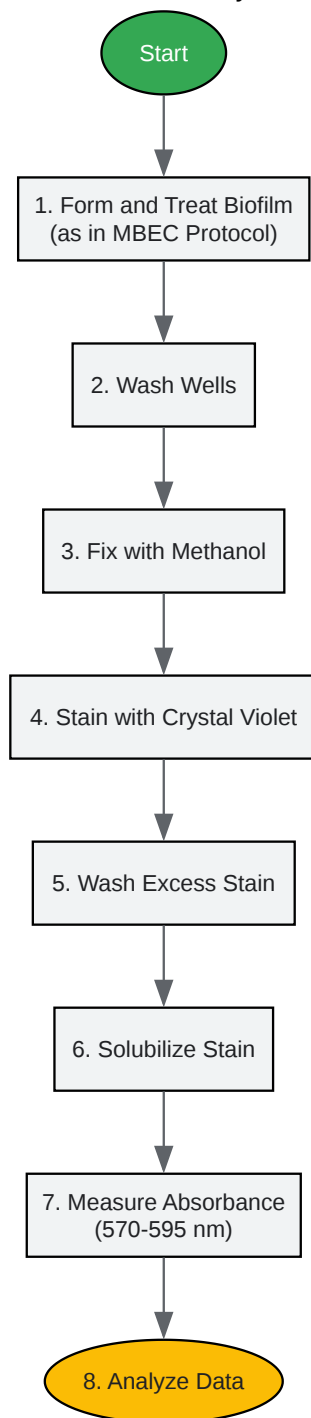 Start
1. Form and Treat Biofilm
(as in MBEC Protocol)
2. Wash Wells
3. Fix with Methanol
4. Stain with Crystal Violet
5. Wash Excess Stain
6. Solubilize Stain
7. Measure Absorbance
(570-595 nm)
8. Analyze Data